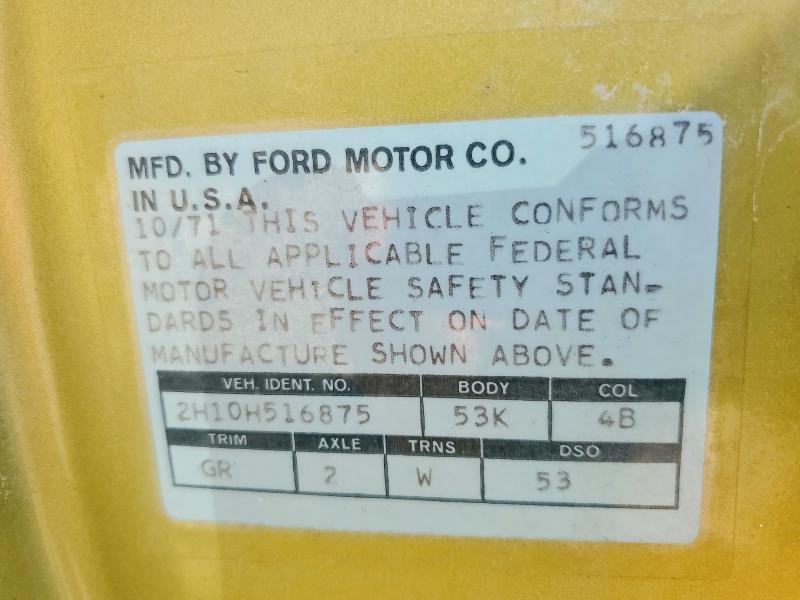 516875
MFD. BY FORD MOTOR CO.
IN U.S.A.
10/71 THIS VEHICLE CONFORMS
TO ALL APPLICABLE FEDERAL
MOTOR VEHICLE SAFETY STAN-
DARDS IN EFFECT ON DATE OF
MANUFACTURE SHOWN ABOVE.
VEH. IDENT. NO. BODY COL
2H10H516875 53K 4B
TRIM AXLE TRNS DSO
GR 2 W 53